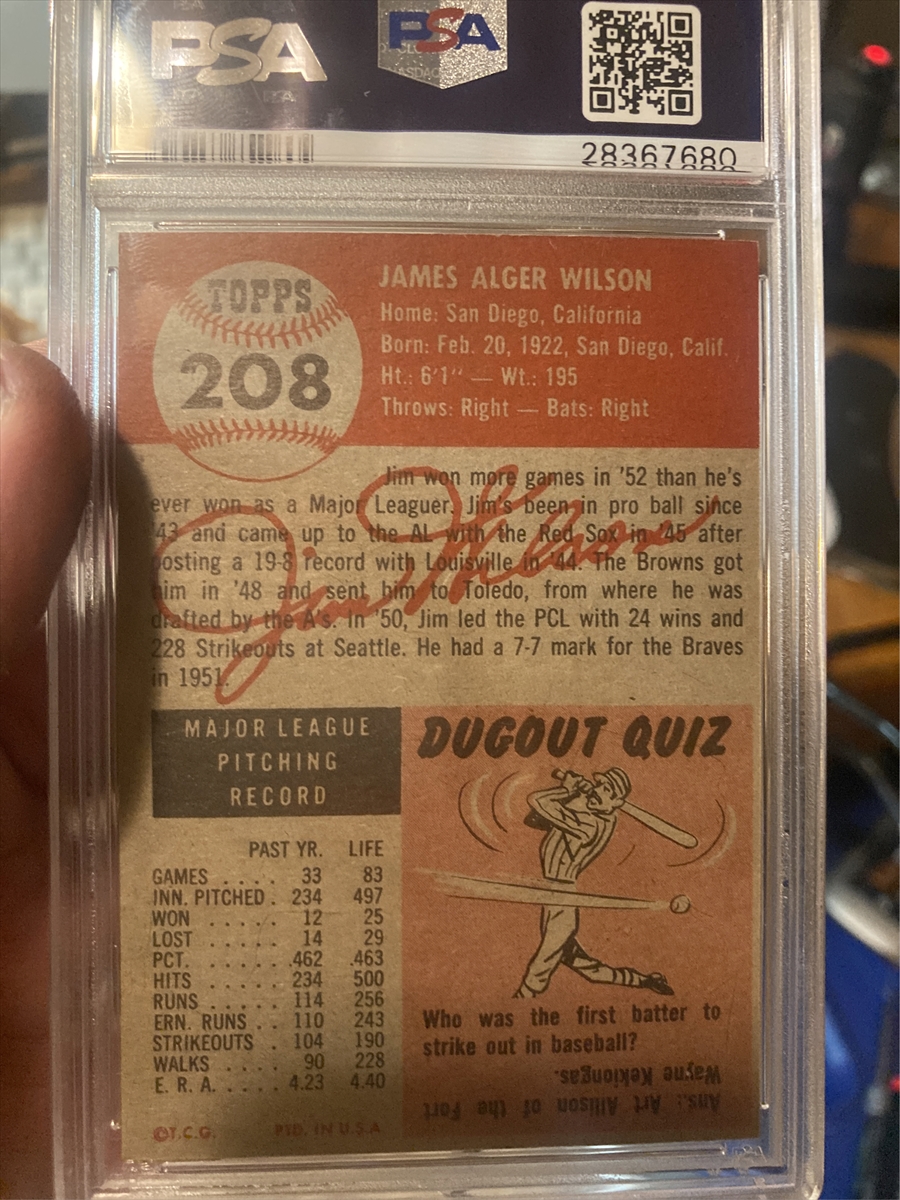 PSA
PSA
28367680
TOPPS
208
JAMES ALGER WILSON
Home: San Diego, California
Born: Feb. 20, 1922, San Diego, Calif.
Ht.: 6'1" — Wt.: 195
Throws: Right — Bats: Right
Jim won more games in '52 than he's
ever won as a Major Leaguer. Jim's been in pro ball since
'43 and came up to the AL with the Red Sox in '45 after
posting a 19-8 record with Louisville in '44. The Browns got
him in '48 and sent him to Toledo, from where he was
drafted by the A's. In '50, Jim led the PCL with 24 wins and
228 Strikeouts at Seattle. He had a 7-7 mark for the Braves
in 1951.
Jim Wilson
MAJOR LEAGUE
PITCHING
RECORD
PAST YR. LIFE
GAMES .... 33 83
INN. PITCHED . 234 497
WON ...... 12 25
LOST ..... 14 29
PCT. ...... .462 .463
HITS ...... 234 500
RUNS ..... 114 256
ERN. RUNS .. 110 243
STRIKEOUTS . 104 190
WALKS .... 90 228
E. R. A. ..... 4.23 4.40
©T.C.G. PTD. IN U.S.A
DUGOUT QUIZ
Who was the first batter to
strike out in baseball?
Ans.: Art Allison of the Fort
Wayne Kekiongas.